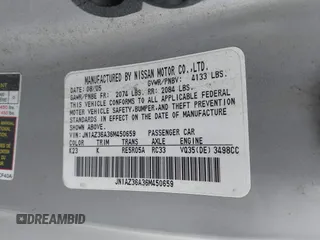 MANUFACTURED BY NISSAN MOTOR CO.,LTD.
DATE: 08/05 GVWR/PNBV: 4133 LBS.
GAWR/PNBE FR: 2074 LBS. RR: 2084 LBS.
THIS VEHICLE CONFORMS TO ALL APPLICABLE
FEDERAL MOTOR VEHICLE SAFETY, BUMPER, AND
THEFT PREVENTION STANDARDS IN EFFECT ON
THE DATE OF MANUFACTURE SHOWN ABOVE.
VIN: JN1AZ36A36M450659 PASSENGER CAR
COLOR TRIM TRANS AXLE ENGINE
K23 K RE5R05A RC33 VQ35(DE) 3498CC
JN1AZ36A36M450659
AUTOBIDMASTER